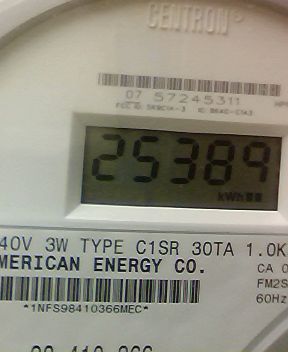 CENTRON®
07 57245311
25389
kWh
40V 3W TYPE C1SR 30TA 1.0K
MERICAN ENERGY CO.
CA 0
FM2S
60Hz
*1NFS98410366MEC*